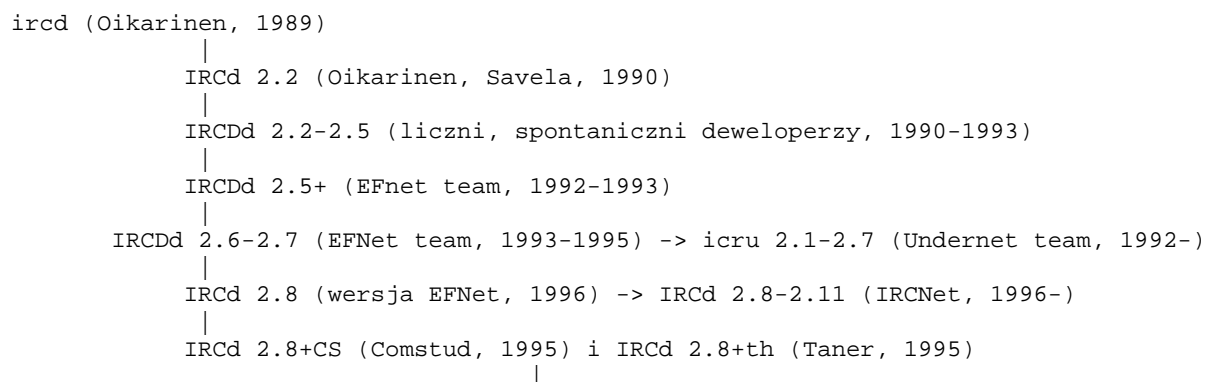 ircd (Oikarinen, 1989)
|
IRCd 2.2 (Oikarinen, Savela, 1990)
|
IRCDd 2.2-2.5 (liczni, spontaniczni deweloperzy, 1990-1993)
|
IRCDd 2.5+ (EFnet team, 1992-1993)
|
IRCDd 2.6-2.7 (EFNet team, 1993-1995) -> icru 2.1-2.7 (Undernet team, 1992-)
|
IRCd 2.8 (wersja EFNet, 1996) -> IRCd 2.8-2.11 (IRCNet, 1996-)
|
IRCd 2.8+CS (Comstud, 1995) i IRCd 2.8+th (Taner, 1995)
|